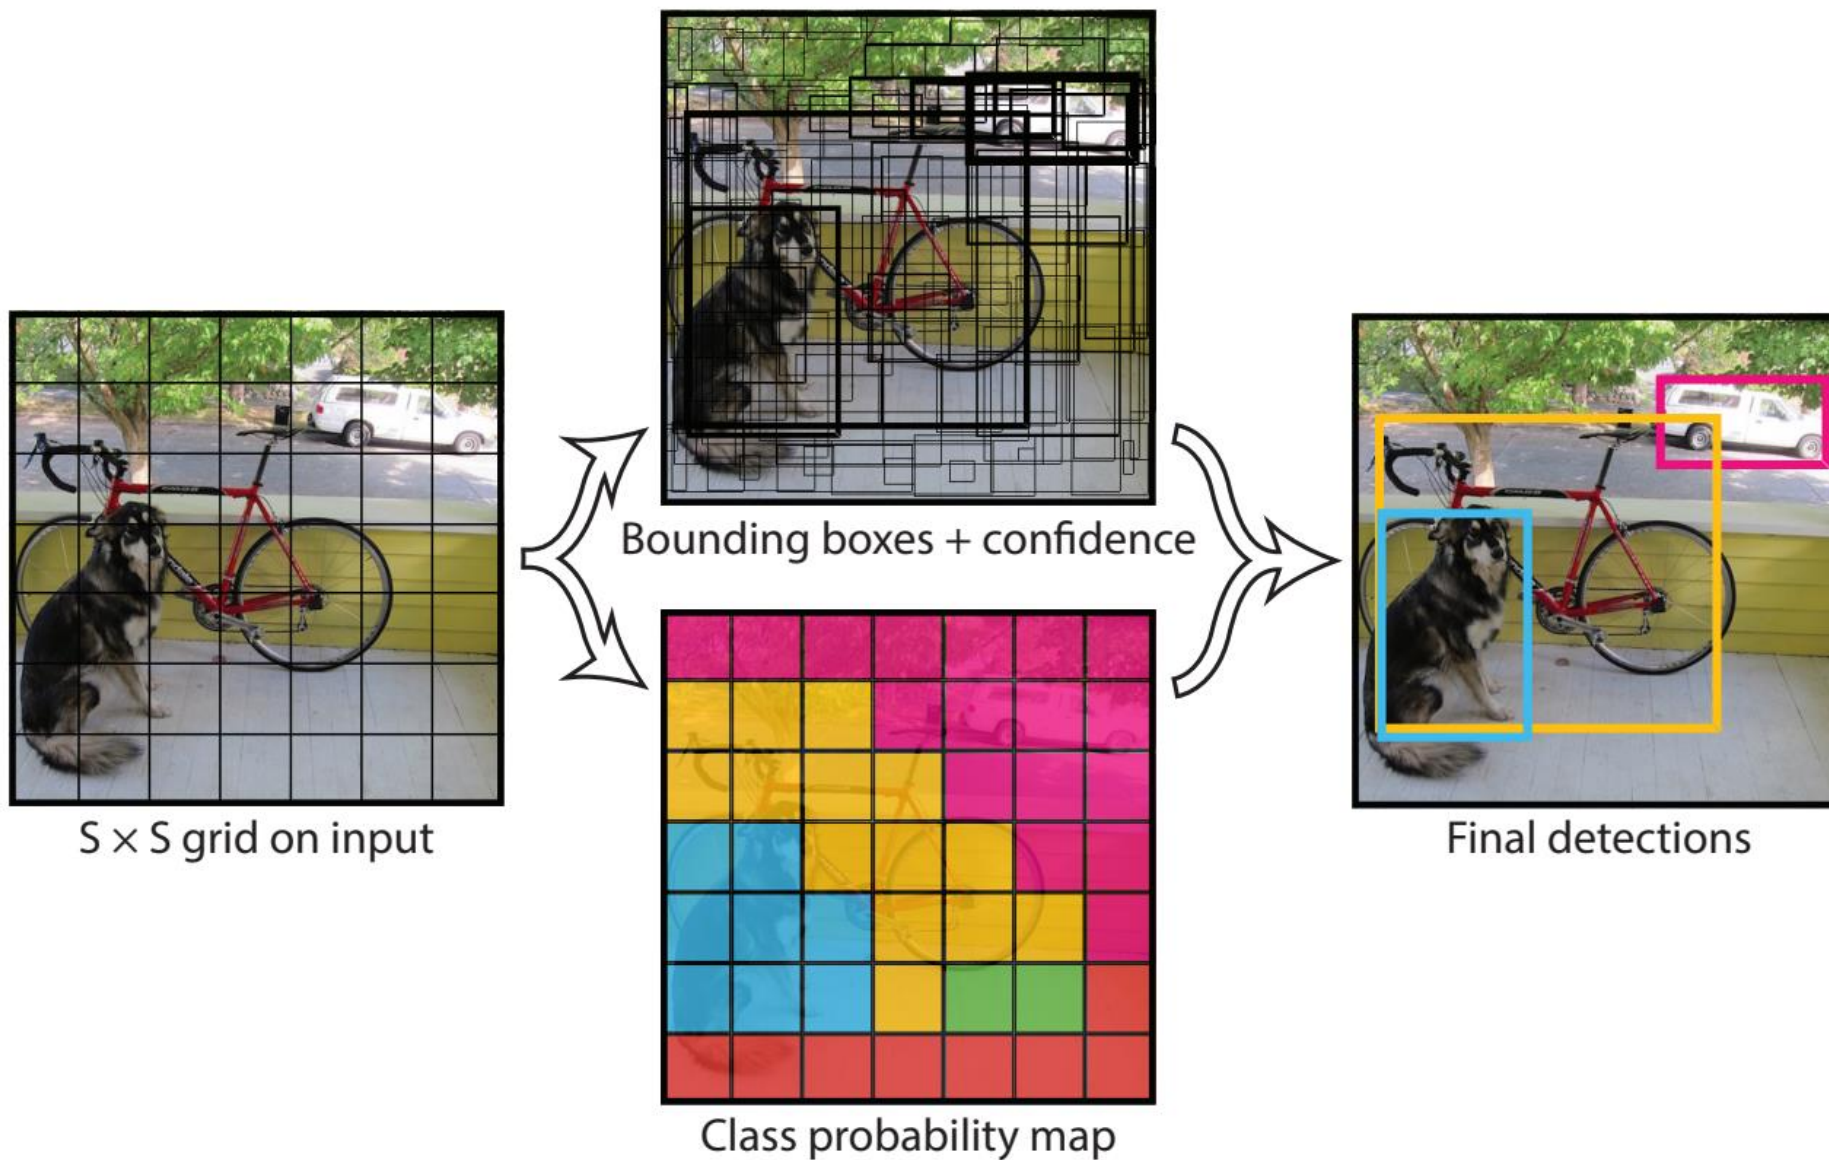 S × S grid on input
Bounding boxes + confidence
Class probability map
Final detections